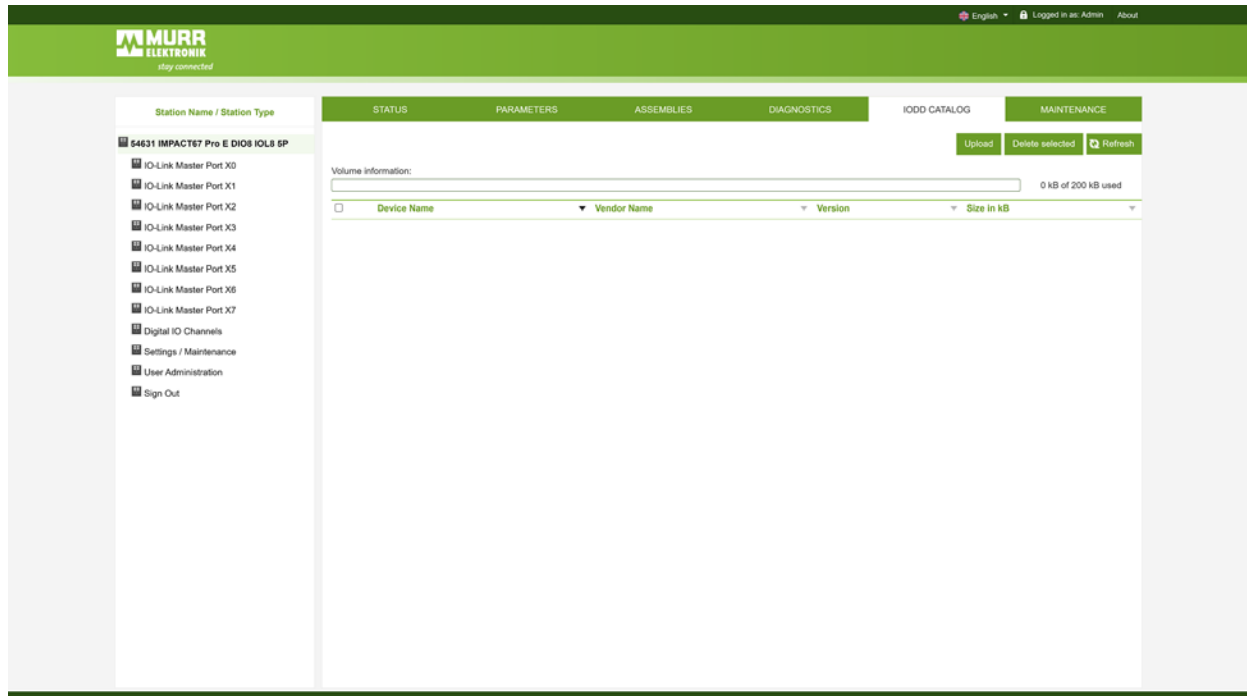 English Logged in as: Admin About
MURR
ELEKTRONIK
stay connected
Station Name / Station Type
STATUS PARAMETERS ASSEMBLIES DIAGNOSTICS IODD CATALOG MAINTENANCE
54631 IMPACT67 Pro E DIO8 IOL8 5P
Upload Delete selected Refresh
IO-Link Master Port X0
Volume information:
IO-Link Master Port X1
0 kB of 200 kB used
IO-Link Master Port X2
Device Name Vendor Name Version Size in kB
IO-Link Master Port X3
IO-Link Master Port X4
IO-Link Master Port X5
IO-Link Master Port X6
IO-Link Master Port X7
Digital IO Channels
Settings / Maintenance
User Administration
Sign Out